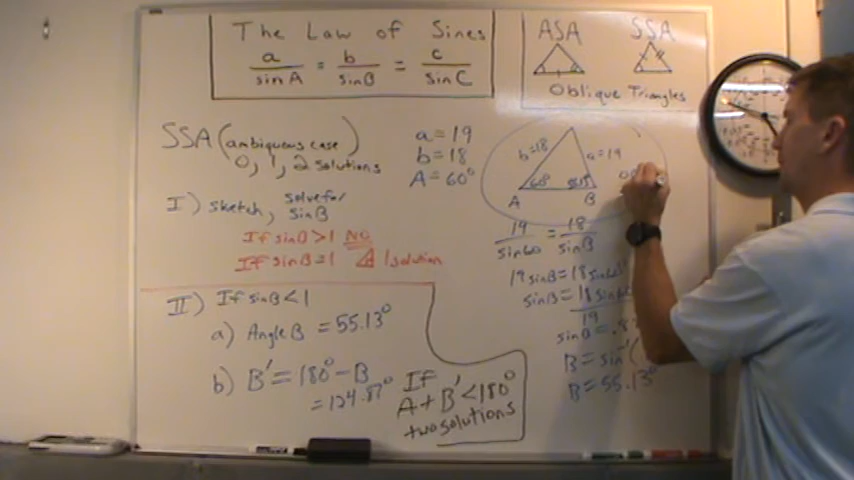 The Law of Sines
a/sinA = b/sinB = c/sinC
ASA SSA
Oblique Triangles
SSA (ambiguous case)
0, 1, 2 solutions
a = 19
b = 18
A = 60°
b=18 a=19
60°
A B
I) sketch, solve for sinB
If sinB > 1 NO
If sinB = 1 1 solution
II) If sinB < 1
a) Angle B = 55.13°
b) B' = 180° - B
= 124.87°
If
A + B' < 180°
two solutions
19/sin60 = 18/sinB
19 sinB = 18 sin60
sinB = 18 sin60
19
sinB = .8
B = sin⁻¹(
B = 55.13°